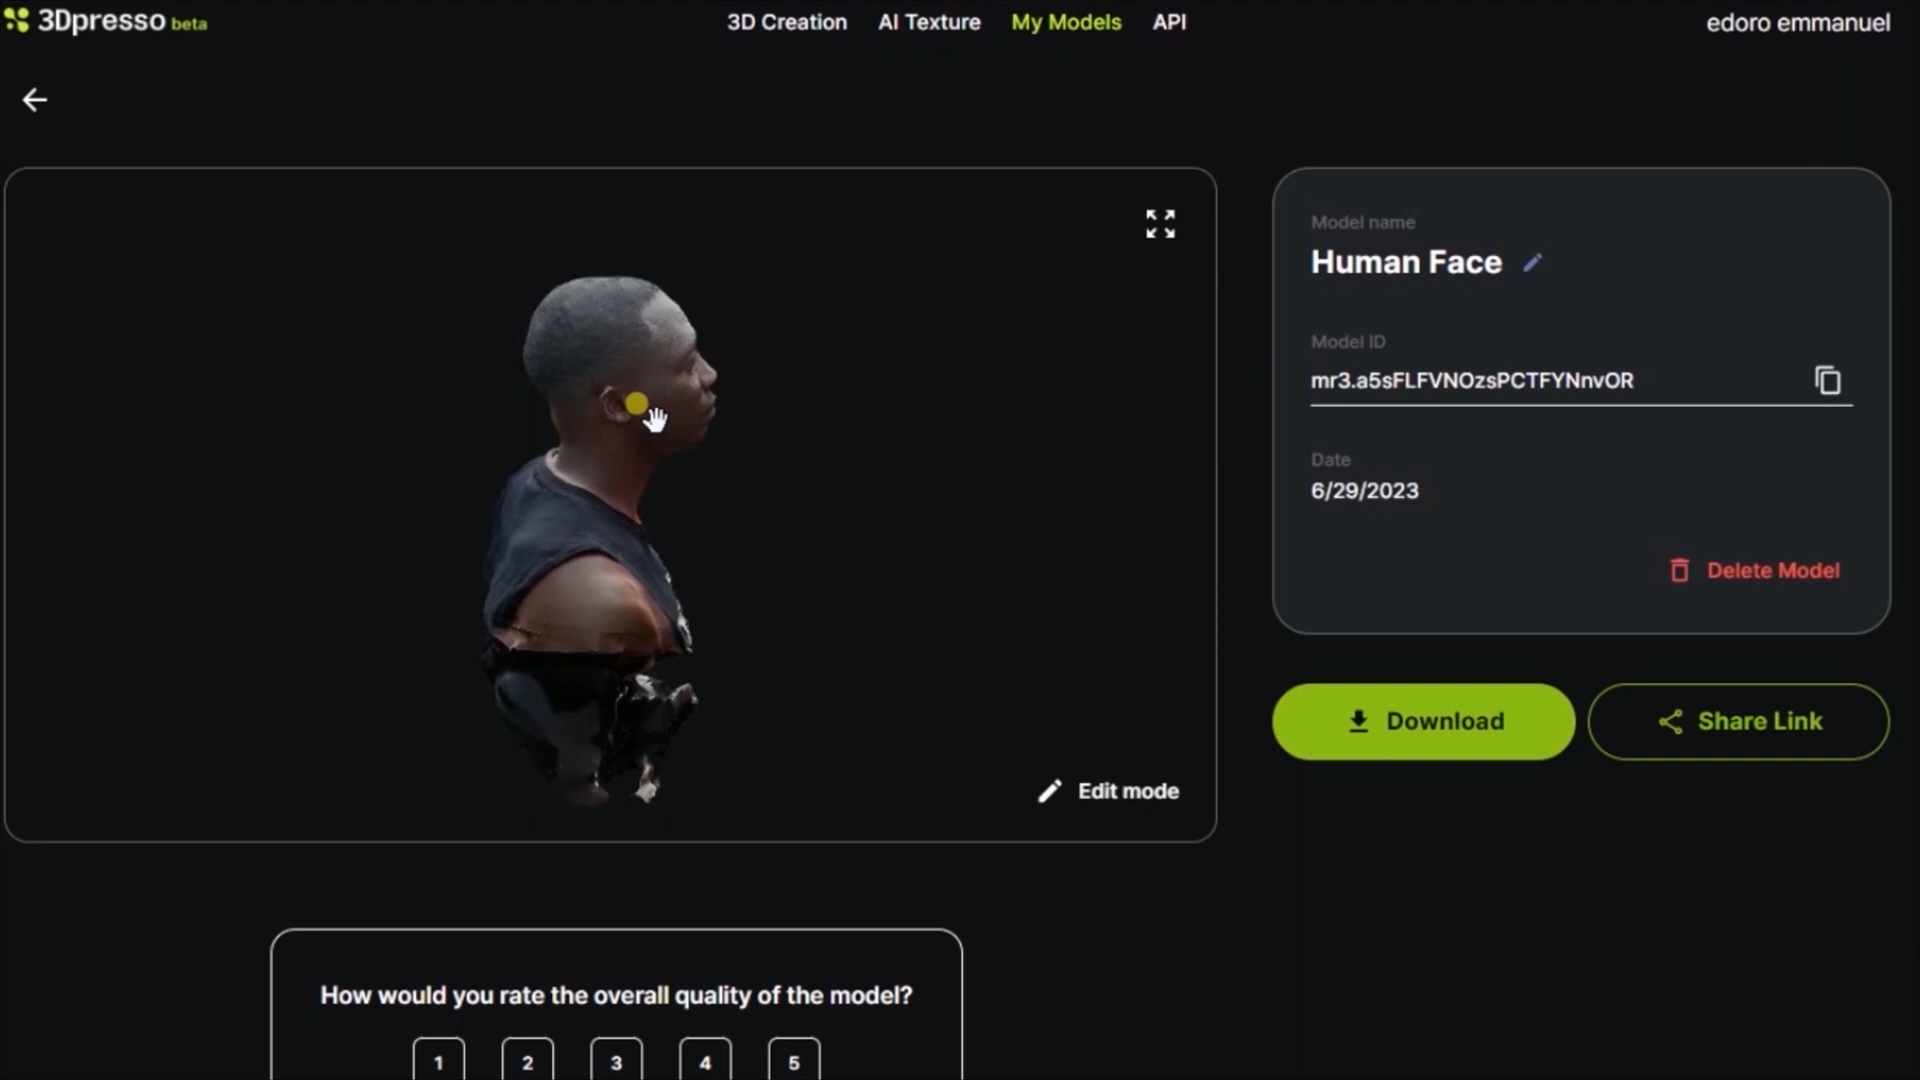 3Dpresso beta
3D Creation AI Texture My Models API
edoro emmanuel
Model name
Human Face
Model ID
mr3.a5sFLFVNOzsPCTFYNnvOR
Date
6/29/2023
Delete Model
Download
Share Link
Edit mode
How would you rate the overall quality of the model?
1 2 3 4 5